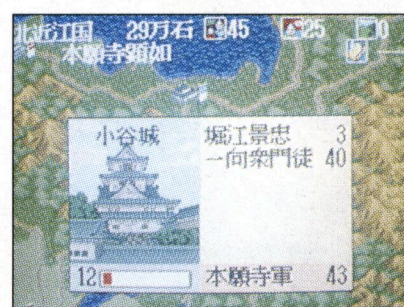 北近江国 29万石 45 25 0
本願寺顕如
小谷城
堀江景忠 3
一向衆門徒 40
12
本願寺軍 43